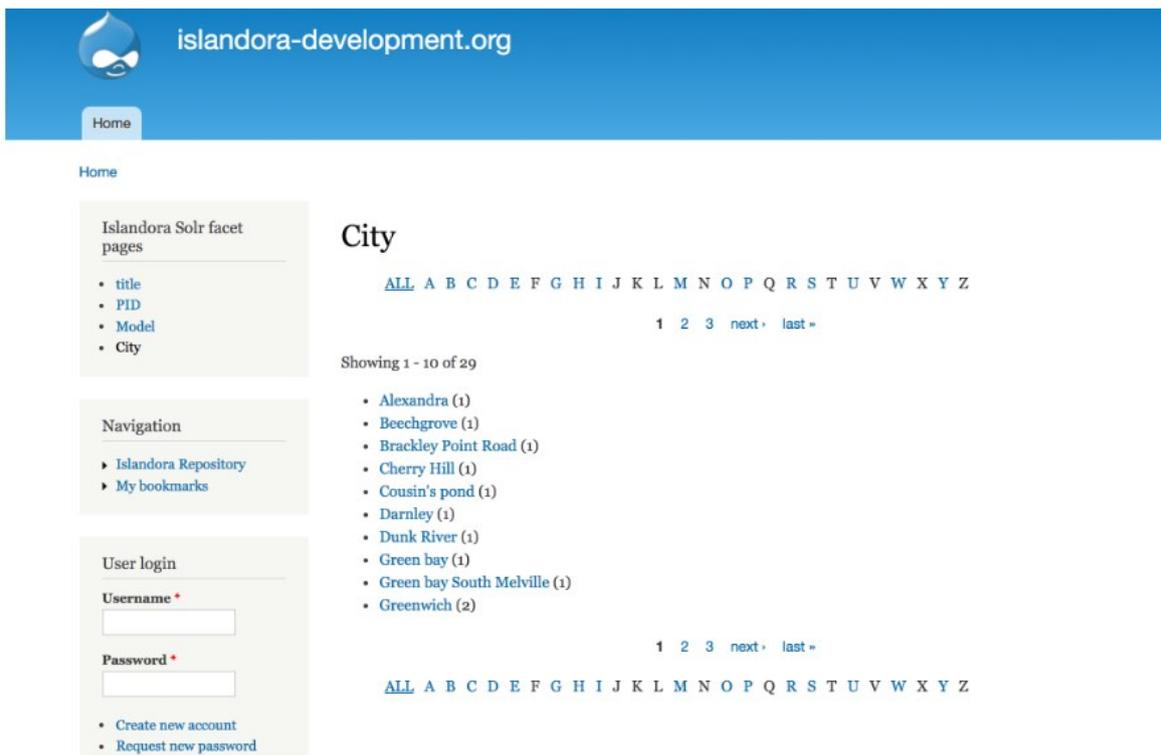 islandora-development.org
Home
Home
Islandora Solr facet
pages
title
PID
Model
City
Navigation
Islandora Repository
My bookmarks
User login
Username *
Password *
Create new account
Request new password
City
ALL A B C D E F G H I J K L M N O P Q R S T U V W X Y Z
1 2 3 next › last »
Showing 1 - 10 of 29
Alexandra (1)
Beechgrove (1)
Brackley Point Road (1)
Cherry Hill (1)
Cousin's pond (1)
Darnley (1)
Dunk River (1)
Green bay (1)
Green bay South Melville (1)
Greenwich (2)
1 2 3 next › last »
ALL A B C D E F G H I J K L M N O P Q R S T U V W X Y Z